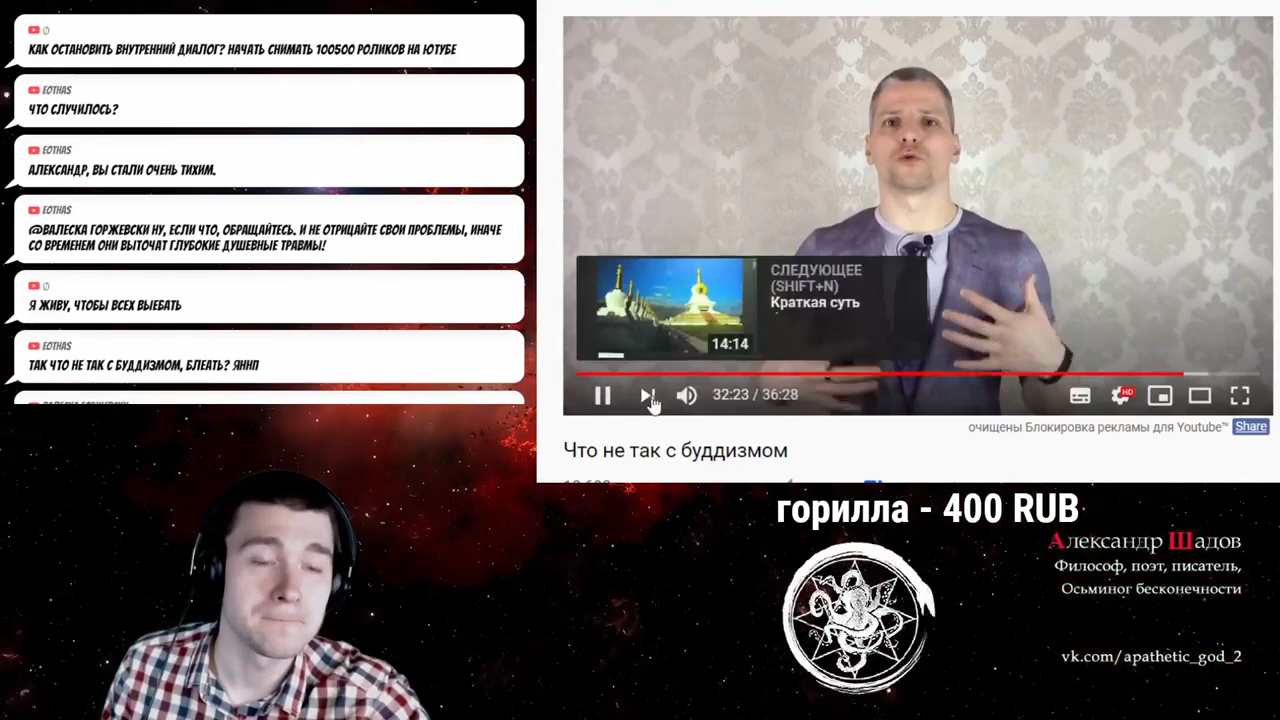 Ø
КАК ОСТАНОВИТЬ ВНУТРЕННИЙ ДИАЛОГ? НАЧАТЬ СНИМАТЬ 100500 РОЛИКОВ НА ЮТУБЕ
EOTHAS
ЧТО СЛУЧИЛОСЬ?
EOTHAS
АЛЕКСАНДР, ВЫ СТАЛИ ОЧЕНЬ ТИХИМ.
EOTHAS
@ВАЛЕСКА ГОРЖЕВСКИ НУ, ЕСЛИ ЧТО, ОБРАЩАЙТЕСЬ. И НЕ ОТРИЦАЙТЕ СВОИ ПРОБЛЕМЫ, ИНАЧЕ
СО ВРЕМЕНЕМ ОНИ ВЫТОЧАТ ГЛУБОКИЕ ДУШЕВНЫЕ ТРАВМЫ!
Ø
Я ЖИВУ, ЧТОБЫ ВСЕХ ВЫЕБАТЬ
EOTHAS
ТАК ЧТО НЕ ТАК С БУДДИЗМОМ, БЛЕАТЬ? ЯННП
СЛЕДУЮЩЕЕ
(SHIFT+N)
Краткая суть
14:14
32:23 / 36:28
HD
очищены Блокировка рекламы для Youtube™ Share
Что не так с буддизмом
горилла - 400 RUB
Александр Шадов
Философ, поэт, писатель,
Осьминог бесконечности
vk.com/apathetic_god_2